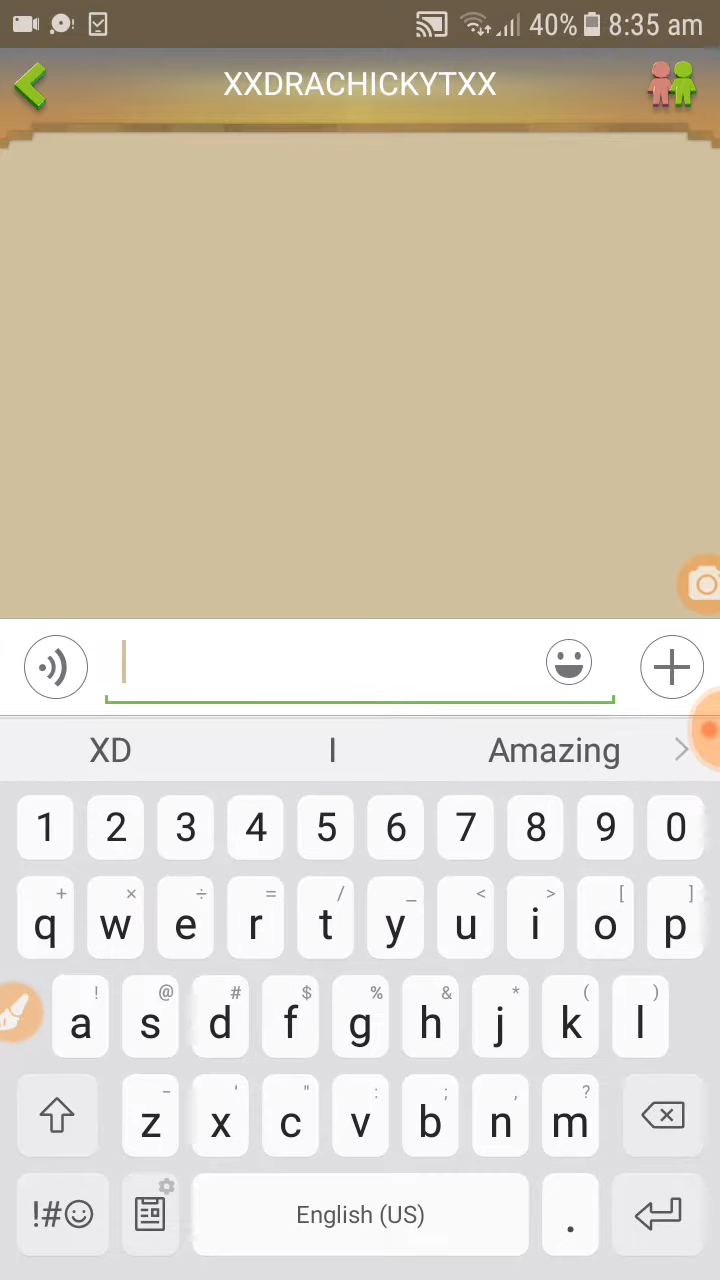 40% 8:35 am
XXDRACHICKYTXX
XD I Amazing
1 2 3 4 5 6 7 8 9 0
+ × ÷ = / _ < > [ ]
q w e r t y u i o p
! @ # $ % & * ( )
a s d f g h j k l
- ' " : ; , ?
z x c v b n m
!#☺ English (US) .